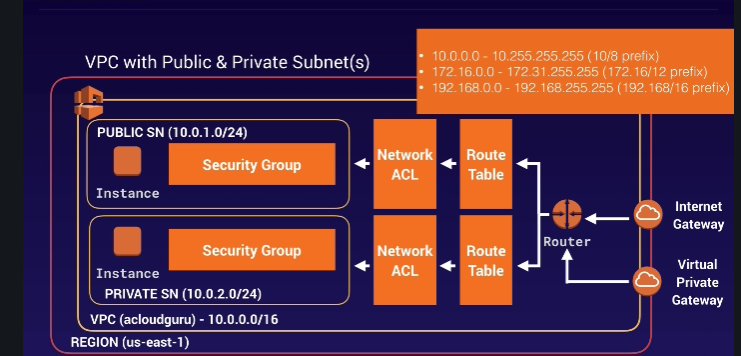 VPC with Public & Private Subnet(s)
• 10.0.0.0 - 10.255.255.255 (10/8 prefix)
• 172.16.0.0 - 172.31.255.255 (172.16/12 prefix)
• 192.168.0.0 - 192.168.255.255 (192.168/16 prefix)
PUBLIC SN (10.0.1.0/24)
Instance
Security Group
Network
ACL
Route
Table
Instance
Security Group
PRIVATE SN (10.0.2.0/24)
Network
ACL
Route
Table
Router
Internet
Gateway
Virtual
Private
Gateway
VPC (acloudguru) - 10.0.0.0/16
REGION (us-east-1)